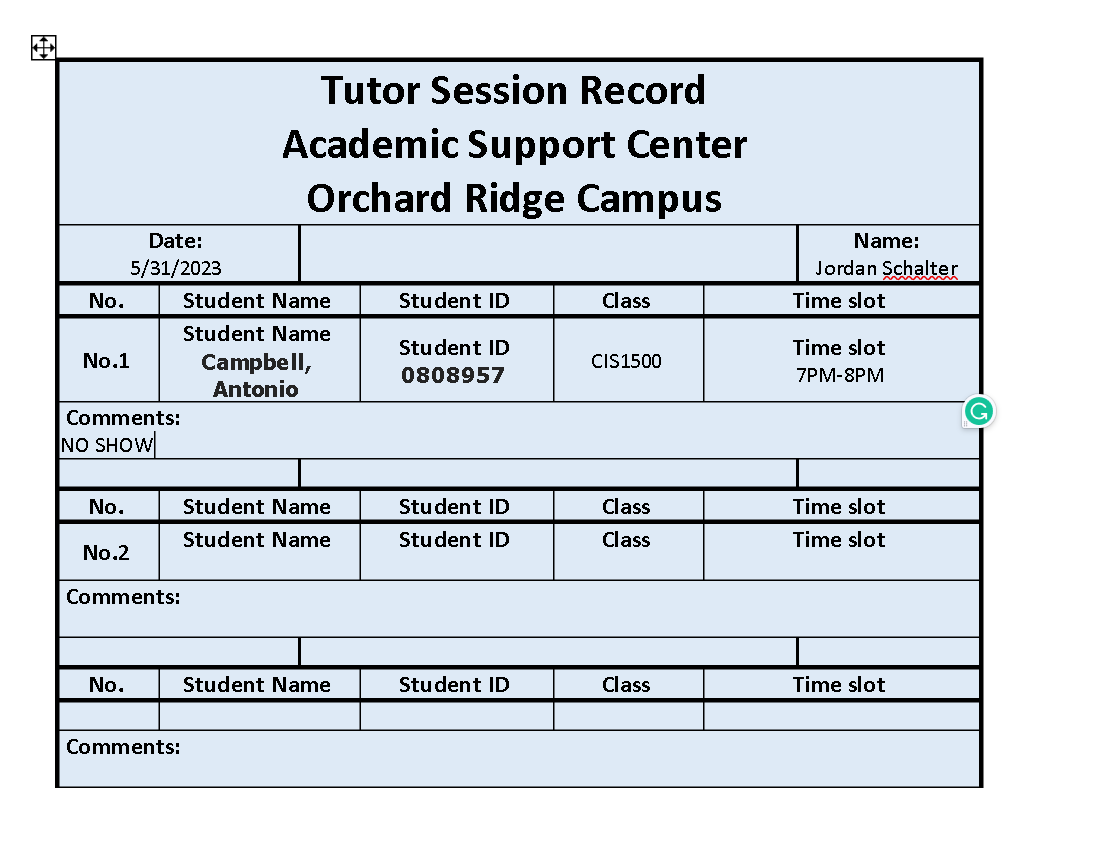 Tutor Session Record
Academic Support Center
Orchard Ridge Campus
Date: Name:
5/31/2023 Jordan Schalter
No. Student Name Student ID Class Time slot
No.1 Student Name Campbell, Antonio Student ID 0808957 CIS1500 Time slot 7PM-8PM
Comments:
NO SHOW
No. Student Name Student ID Class Time slot
No.2 Student Name Student ID Class Time slot
Comments:
No. Student Name Student ID Class Time slot
Comments: